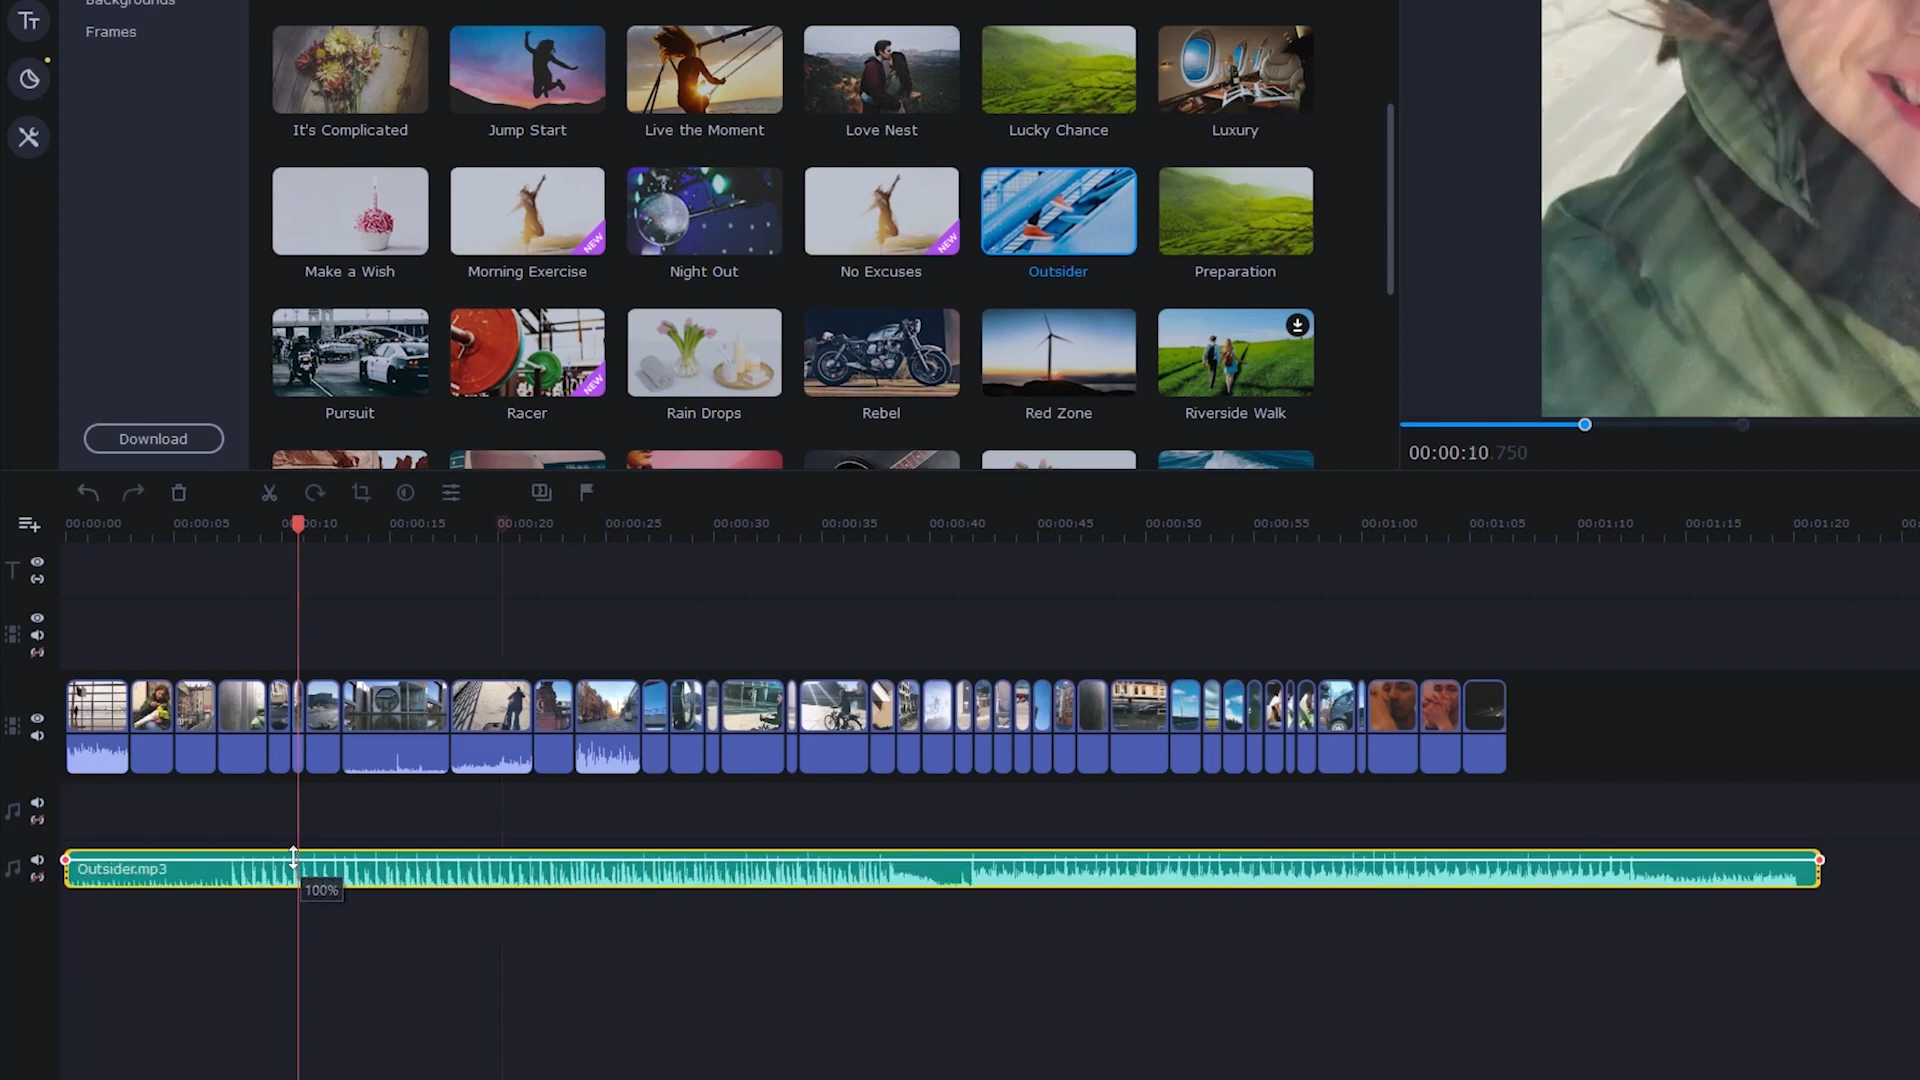 Tт
Backgrounds
Frames
It's Complicated
Jump Start
Live the Moment
Love Nest
Lucky Chance
Luxury
Make a Wish
Morning Exercise
NEW
Night Out
No Excuses
NEW
Outsider
Preparation
Pursuit
Racer
NEW
Rain Drops
Rebel
Red Zone
Riverside Walk
Download
00:00:10.750
00:00:00
00:00:05
00:00:10
00:00:15
00:00:20
00:00:25
00:00:30
00:00:35
00:00:40
00:00:45
00:00:50
00:00:55
00:01:00
00:01:05
00:01:10
00:01:15
00:01:20
00:
T
Outsider.mp3
100%